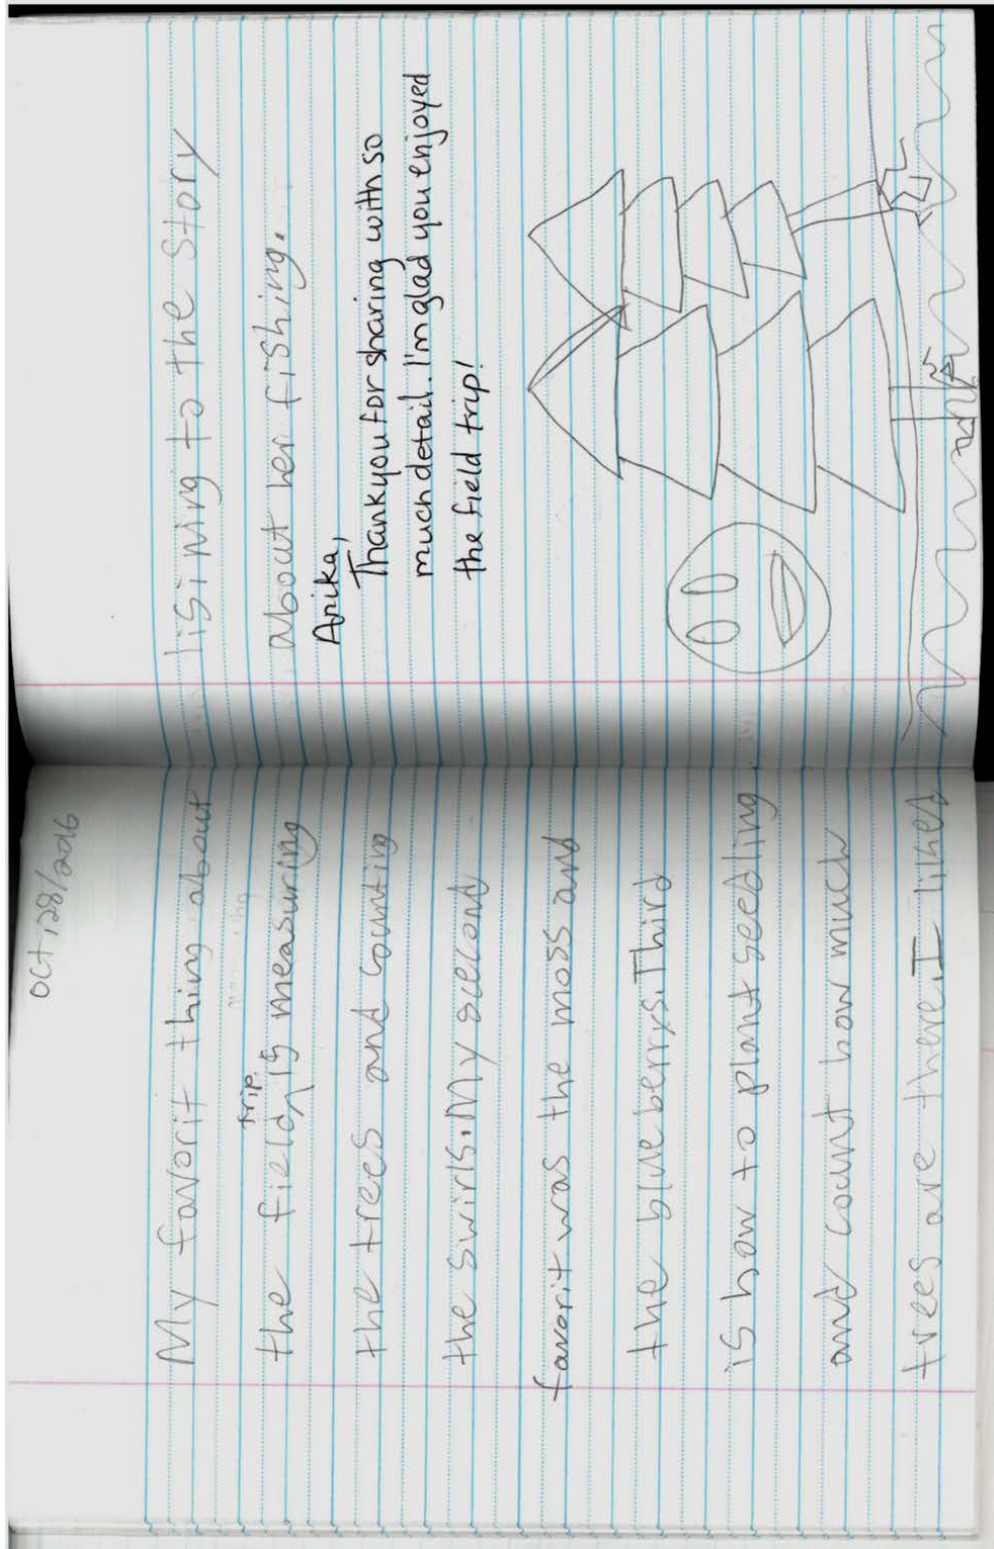 Oct, 28/2016
My favorit thing about
trip.
the field ^ is measuring
the trees and counting
the swirls. My second
favorit was the moss and
the blue berrys. Third
is how to plant seedling
and count how much
trees are there. I liked
lisining to the Story
about her fishing.
Anika,
Thank you for sharing with so
much detail. I'm glad you enjoyed
the field trip!